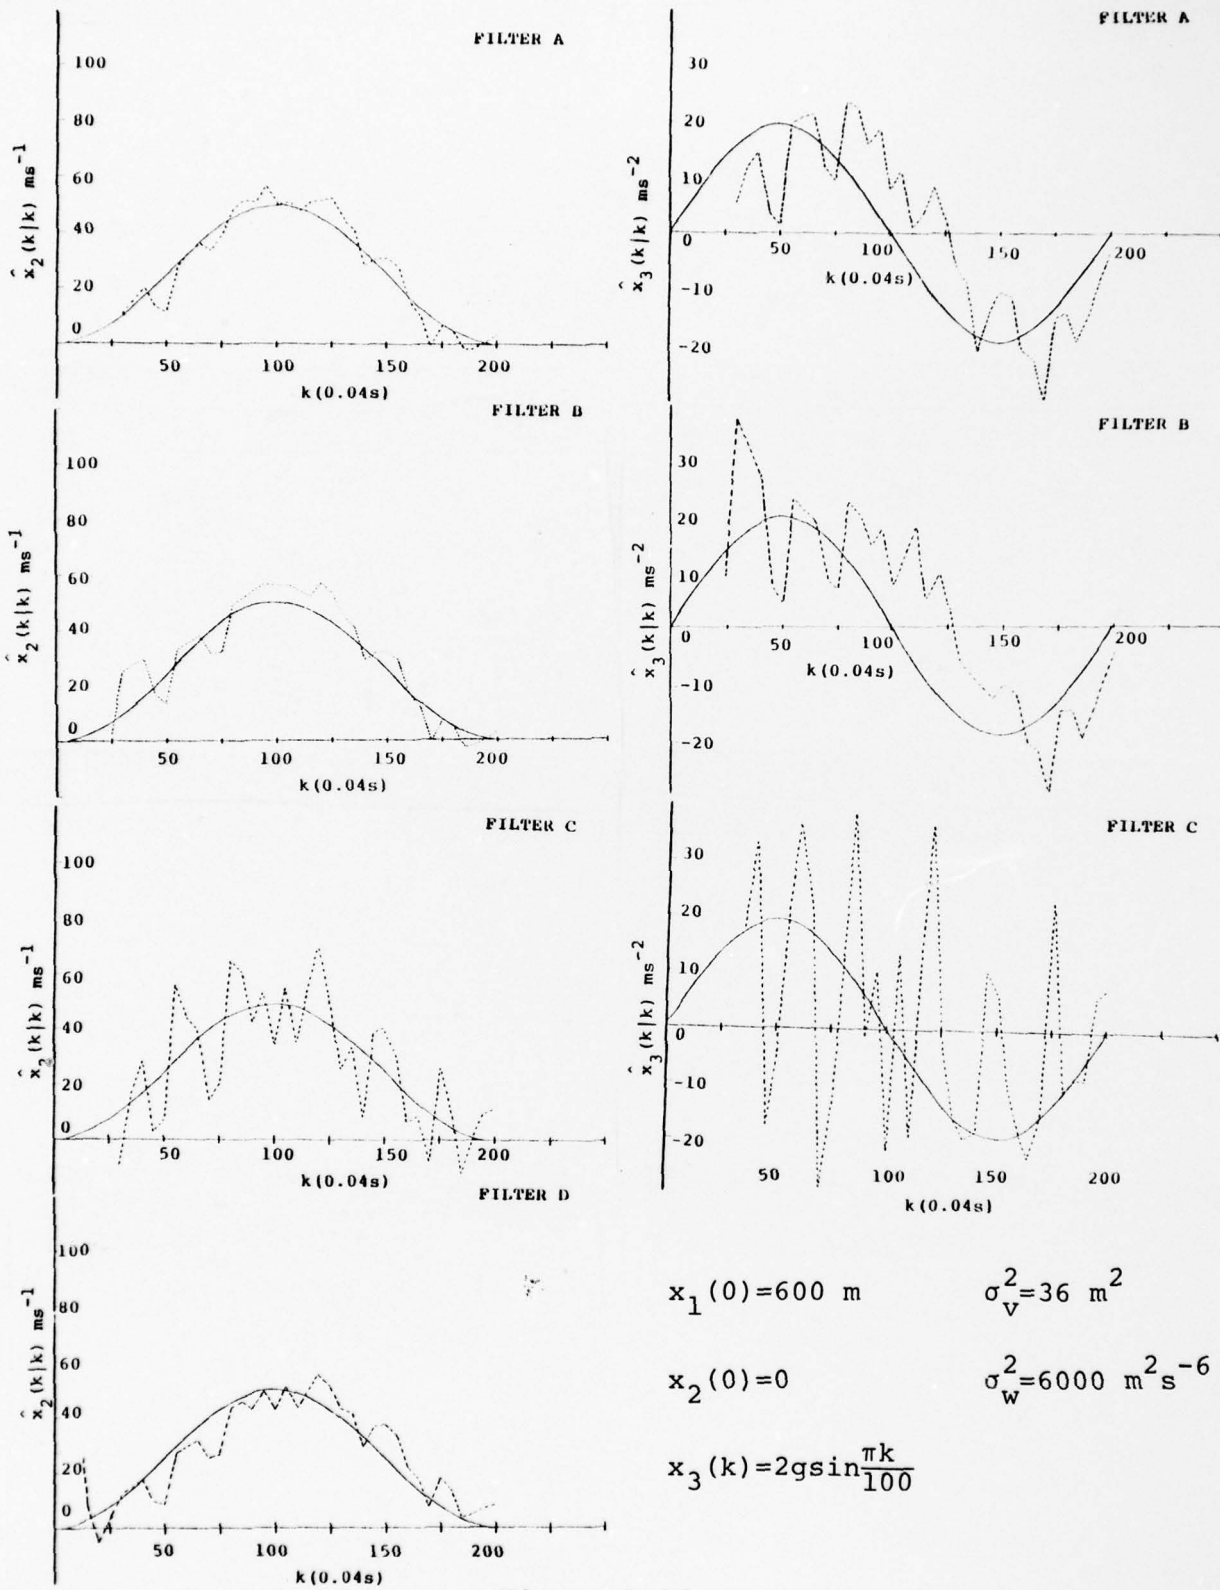 FILTER A
100
80
60
40
20
0
x̂₂(k|k) ms⁻¹
50 100 150 200
k(0.04s)
FILTER A
30
20
10
0
-10
-20
x̂₃(k|k) ms⁻²
50 100 150 200
k(0.04s)
FILTER B
100
80
60
40
20
0
x̂₂(k|k) ms⁻¹
50 100 150 200
k(0.04s)
FILTER B
30
20
10
0
-10
-20
x̂₃(k|k) ms⁻²
50 100 150 200
k(0.04s)
FILTER C
100
80
60
40
20
0
x̂₂(k|k) ms⁻¹
50 100 150 200
k(0.04s)
FILTER C
30
20
10
0
-10
-20
x̂₃(k|k) ms⁻²
50 100 150 200
k(0.04s)
FILTER D
100
80
60
40
20
0
x̂₂(k|k) ms⁻¹
50 100 150 200
k(0.04s)
x₁(0)=600 m σᵥ²=36 m²
x₂(0)=0 σ_w²=6000 m²s⁻⁶
x₃(k)=2gsin πk/100